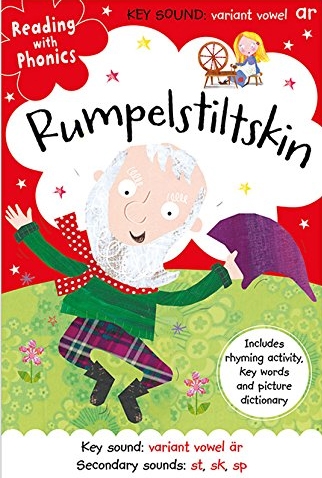 Reading
with
Phonics
KEY SOUND: variant vowel ar
Rumpelstiltskin
Includes
rhyming activity,
key words
and picture
dictionary
Key sound: variant vowel är
Secondary sounds: st, sk, sp